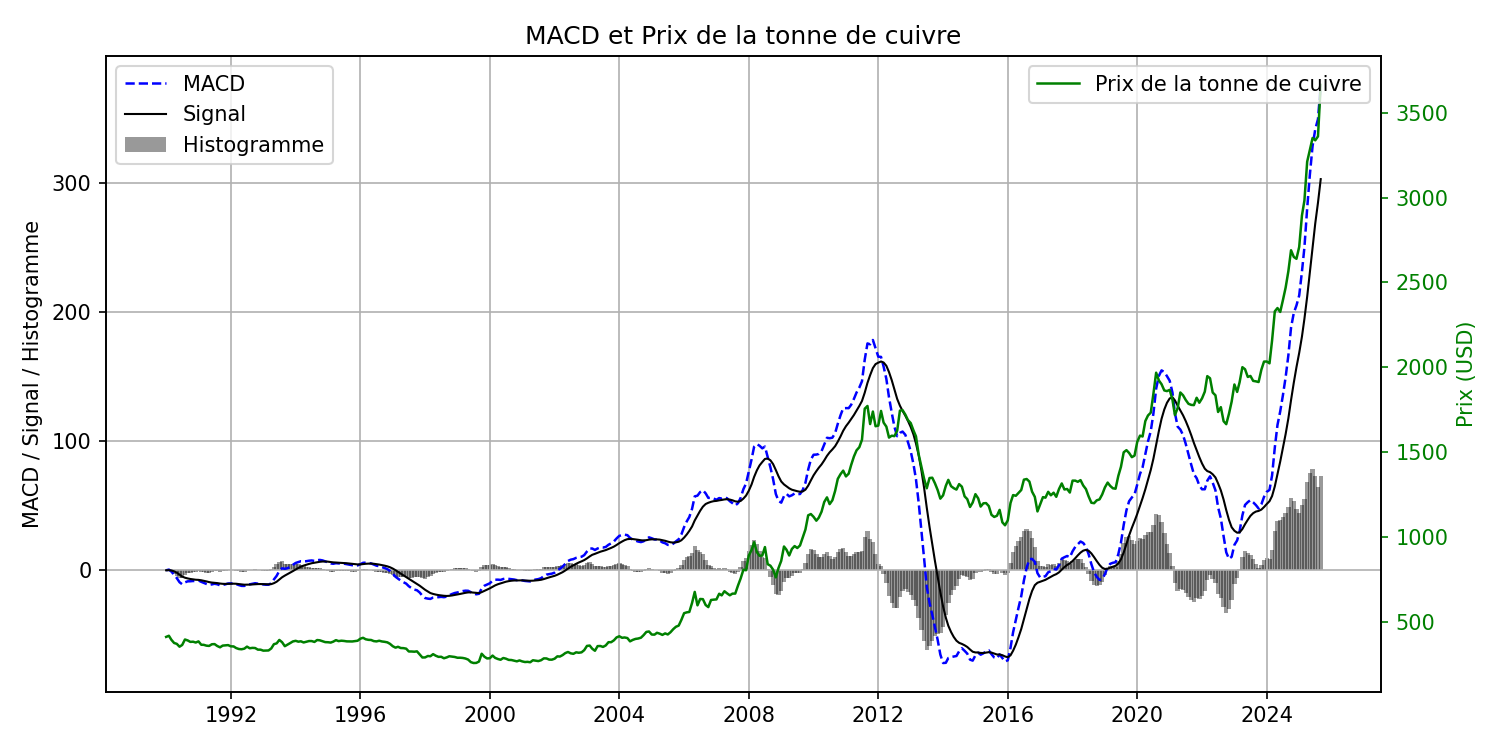 MACD et Prix de la tonne de cuivre
MACD
Signal
Histogramme
Prix de la tonne de cuivre
MACD / Signal / Histogramme
300
200
100
0
3500
3000
2500
2000
1500
1000
500
Prix (USD)
1992 1996 2000 2004 2008 2012 2016 2020 2024